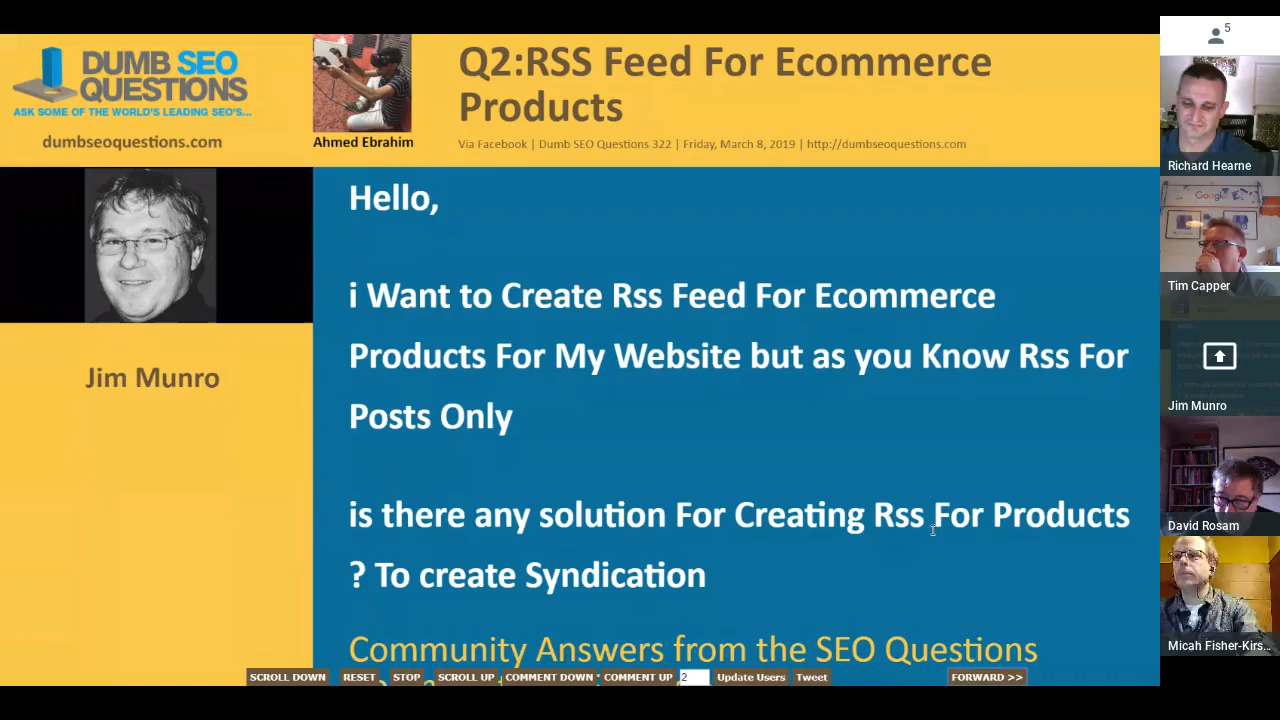 DUMB SEO
QUESTIONS
ASK SOME OF THE WORLD'S LEADING SEO'S...
dumbseoquestions.com
Ahmed Ebrahim
Q2:RSS Feed For Ecommerce
Products
Via Facebook | Dumb SEO Questions 322 | Friday, March 8, 2019 | http://dumbseoquestions.com
Jim Munro
Hello,
i Want to Create Rss Feed For Ecommerce
Products For My Website but as you Know Rss For
Posts Only
is there any solution For Creating Rss For Products
? To create Syndication
Community Answers from the SEO Questions
SCROLL DOWN
RESET
STOP
SCROLL UP
COMMENT DOWN
COMMENT UP
2
Update Users
Tweet
FORWARD >>
5
Richard Hearne
Google
Tim Capper
Jim Munro
David Rosam
Micah Fisher-Kirs...